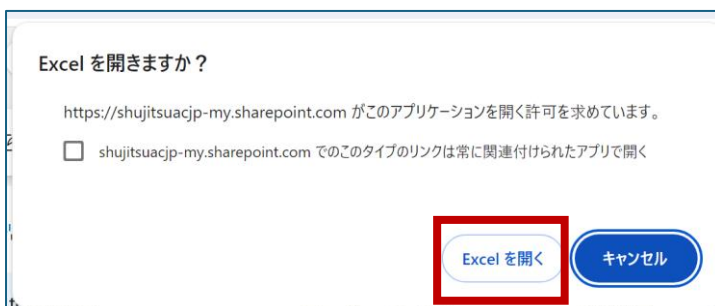 Excel を開きますか？
https://shujitsuacjp-my.sharepoint.com がこのアプリケーションを開く許可を求めています。
shujitsuacjp-my.sharepoint.com でのこのタイプのリンクは常に関連付けられたアプリで開く
Excel を開く
キャンセル